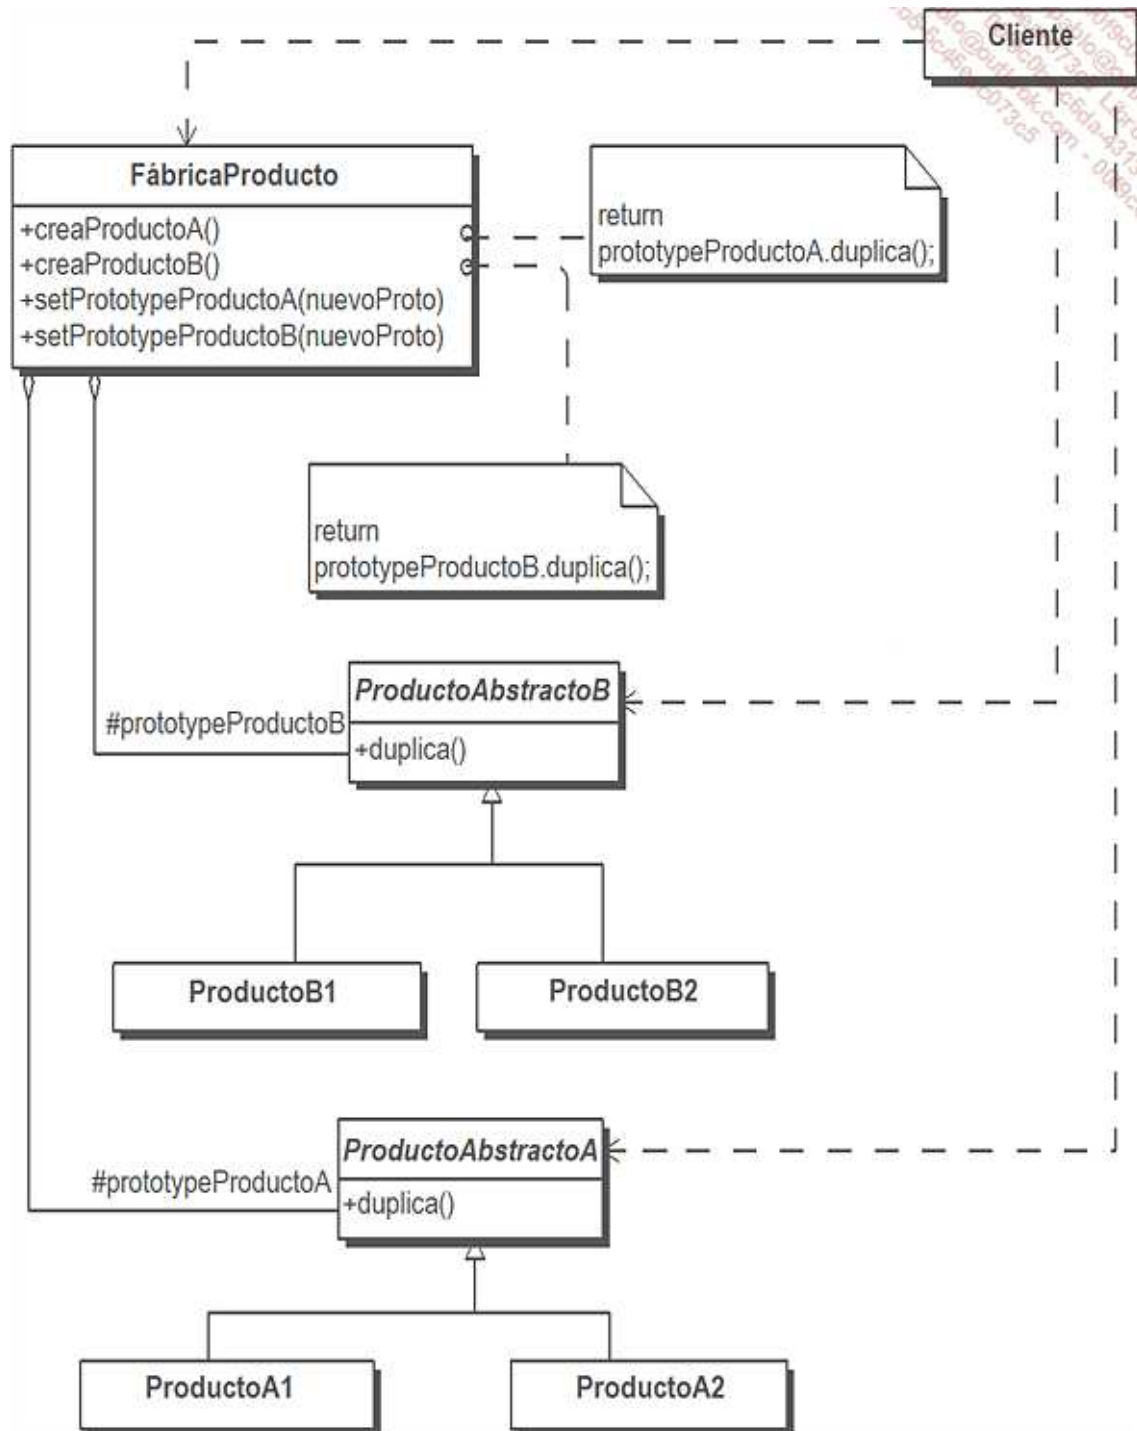 Cliente
FábricaProducto
+creaProductoA()
+creaProductoB()
+setPrototypeProductoA(nuevoProto)
+setPrototypeProductoB(nuevoProto)
return
prototypeProductoA.duplica();
return
prototypeProductoB.duplica();
ProductoAbstractoB
#prototypeProductoB
+duplica()
ProductoB1
ProductoB2
ProductoAbstractoA
#prototypeProductoA
+duplica()
ProductoA1
ProductoA2